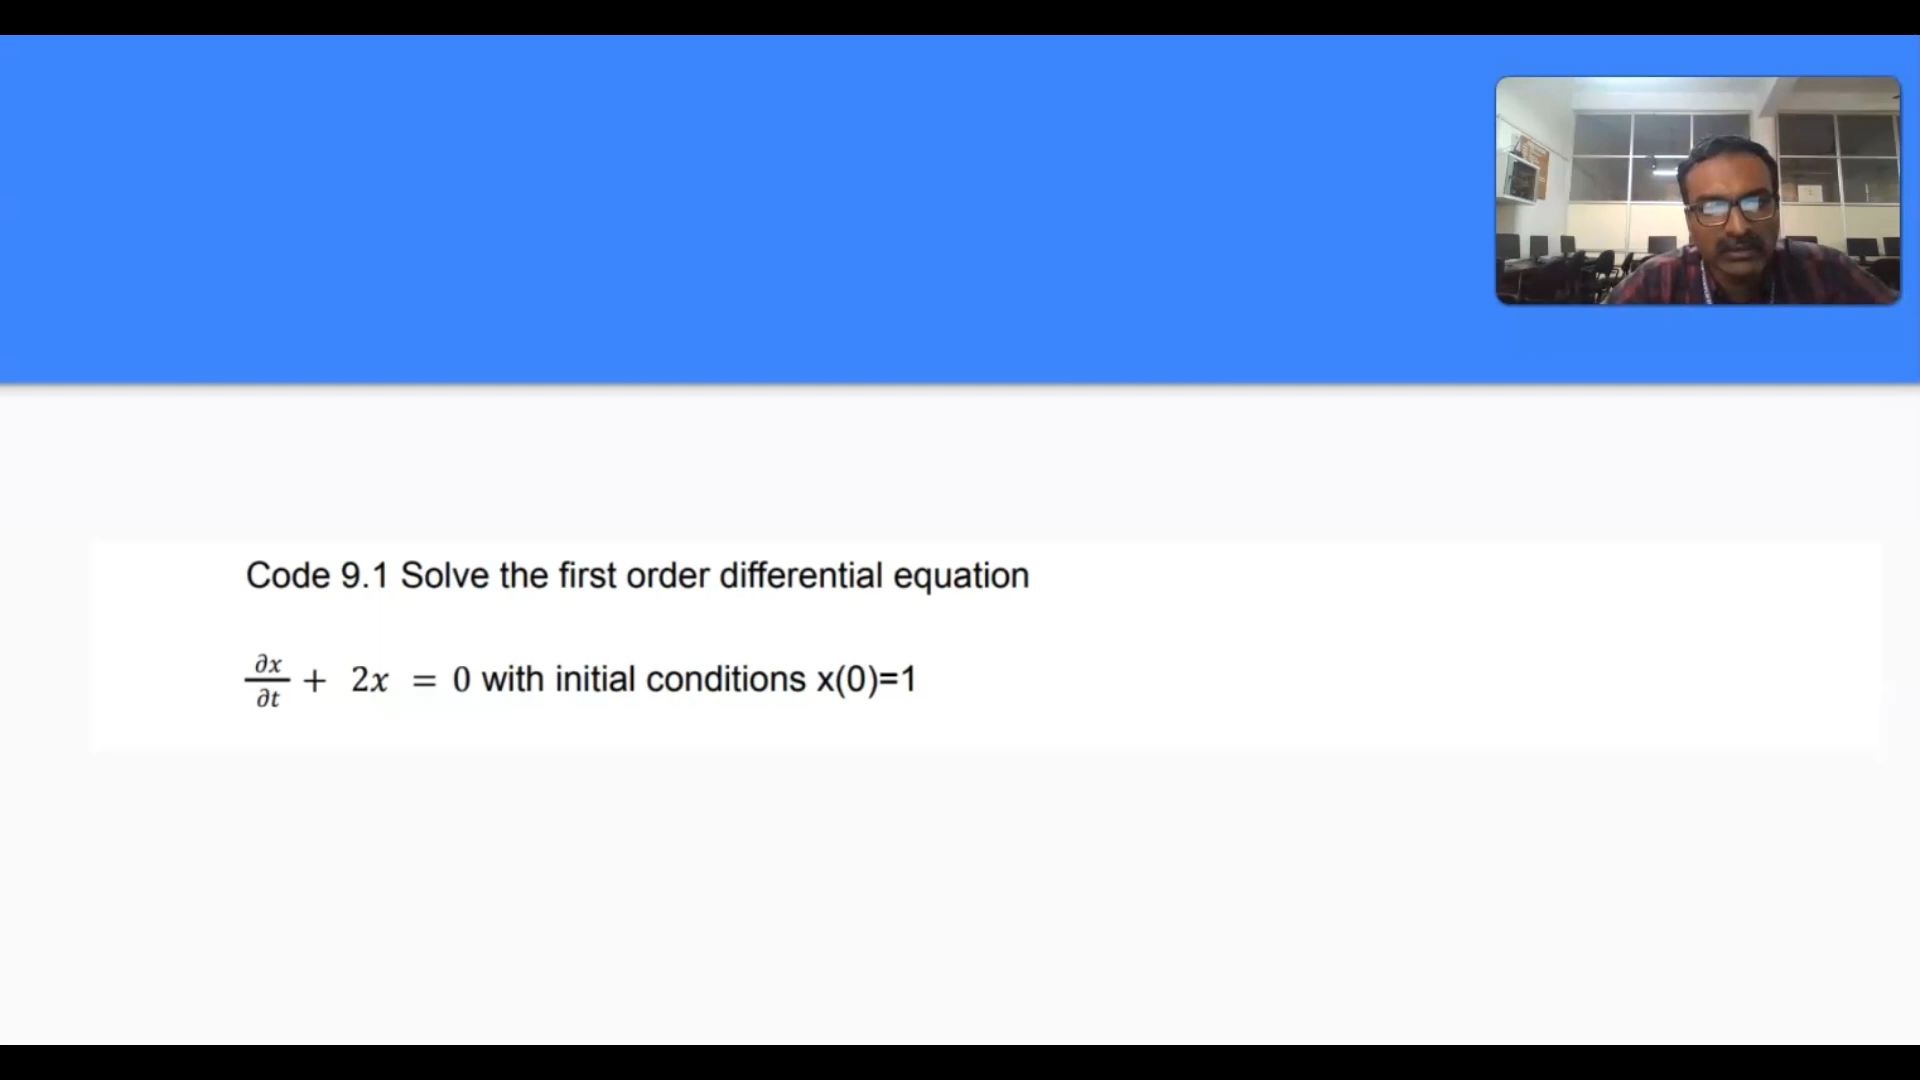 Code 9.1 Solve the first order differential equation
∂x/∂t + 2x = 0 with initial conditions x(0)=1